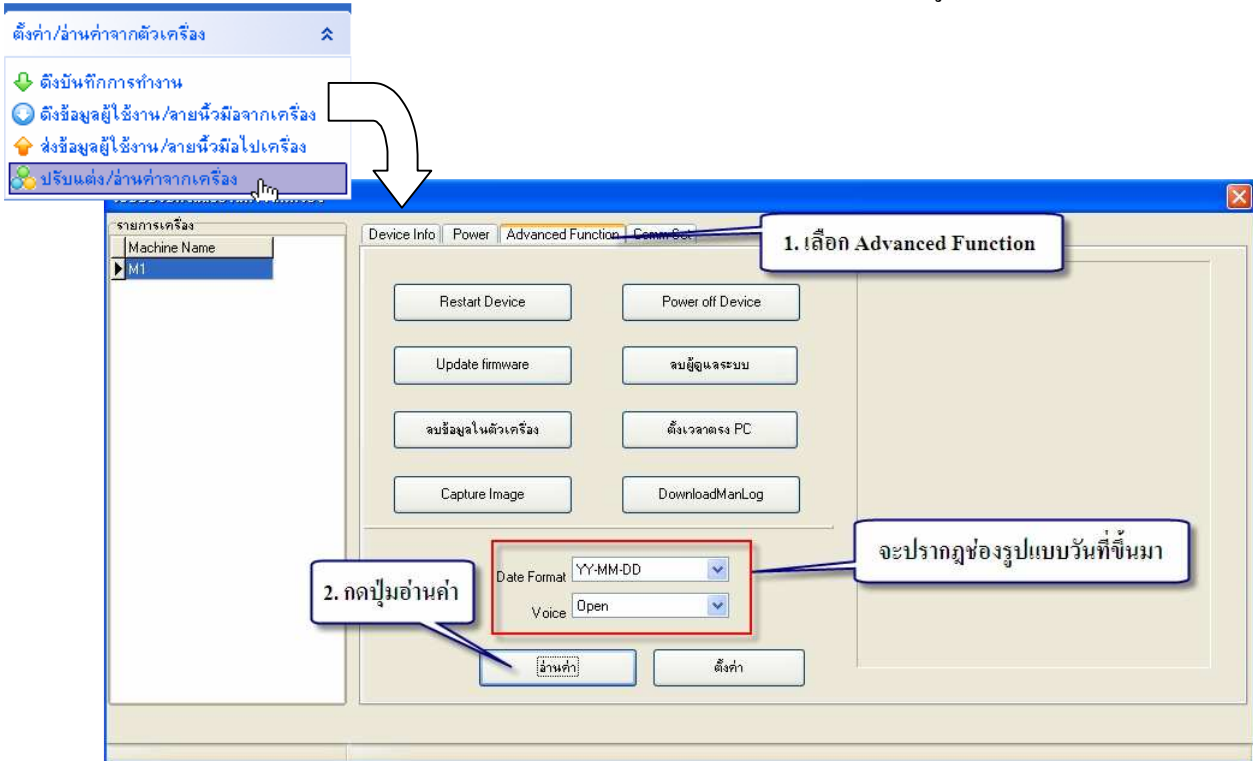 ตั้งค่า/อ่านค่าจากตัวเครื่อง
ดึงบันทึกการทำงาน
ดึงข้อมูลผู้ใช้งาน/ลายนิ้วมือจากเครื่อง
ส่งข้อมูลผู้ใช้งาน/ลายนิ้วมือไปเครื่อง
ปรับแต่ง/อ่านค่าจากเครื่อง
รายการเครื่อง
Machine Name
M1
Device Info
Power
Advanced Function
Comm Set
1. เลือก Advanced Function
Restart Device
Power off Device
Update firmware
ลบผู้ดูแลระบบ
ลบข้อมูลในตัวเครื่อง
ตั้งเวลาตรง PC
Capture Image
DownloadManLog
จะปรากฎช่องรูปแบบวันที่ขึ้นมา
Date Format
YY-MM-DD
Voice
Open
2. กดปุ่มอ่านค่า
อ่านค่า
ตั้งค่า